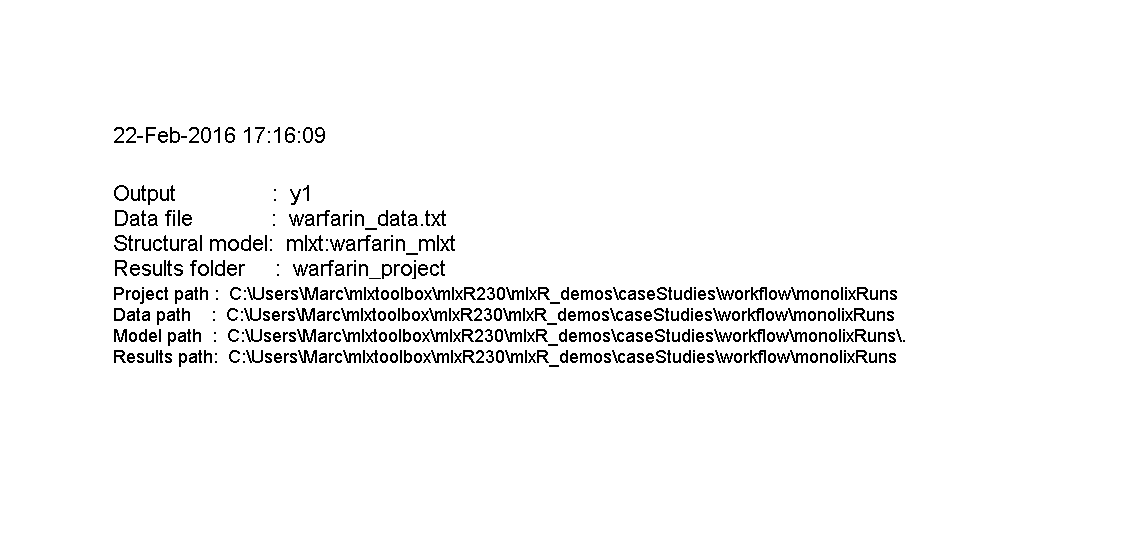 22-Feb-2016 17:16:09
Output : y1
Data file : warfarin_data.txt
Structural model: mlxt:warfarin_mlxt
Results folder : warfarin_project
Project path : C:\Users\Marc\mlxtoolbox\mlxR230\mlxR_demos\caseStudies\workflow\monolixRuns
Data path : C:\Users\Marc\mlxtoolbox\mlxR230\mlxR_demos\caseStudies\workflow\monolixRuns
Model path : C:\Users\Marc\mlxtoolbox\mlxR230\mlxR_demos\caseStudies\workflow\monolixRuns\.
Results path: C:\Users\Marc\mlxtoolbox\mlxR230\mlxR_demos\caseStudies\workflow\monolixRuns